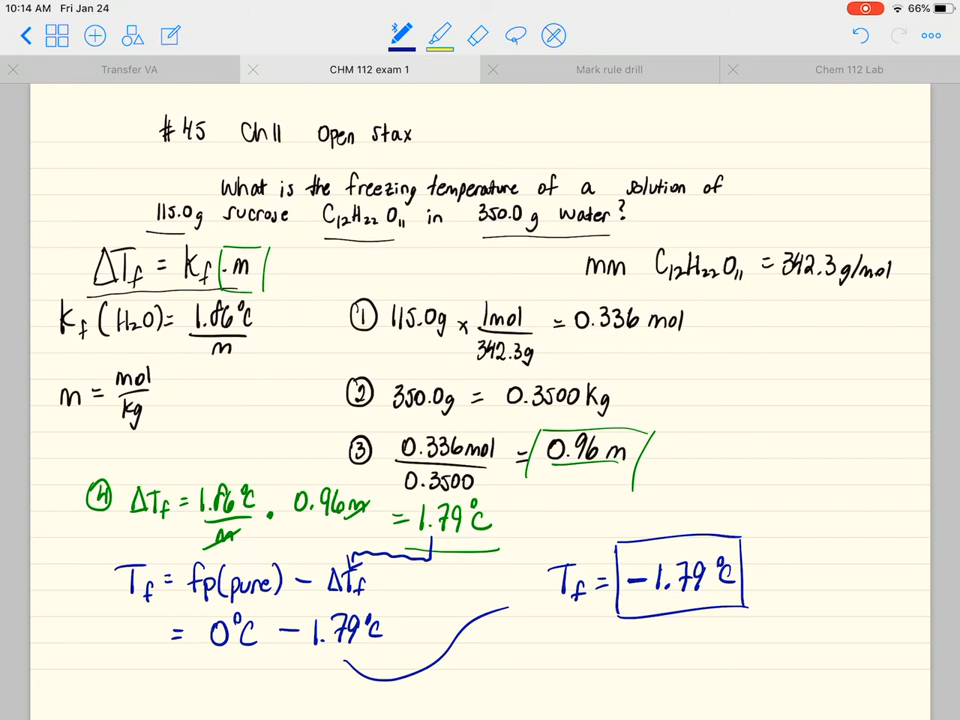 10:14 AM Fri Jan 24
66%
Transfer VA
CHM 112 exam 1
Mark rule drill
Chem 112 Lab
#45 Ch11 Open stax
What is the freezing temperature of a solution of
115.0g sucrose C₁₂H₂₂O₁₁ in 350.0 g water?
ΔTf = kf · m
mm C₁₂H₂₂O₁₁ = 342.3 g/mol
kf (H₂O) = 1.86°C / m
① 115.0g × 1mol / 342.3g = 0.336 mol
m = mol / kg
② 350.0g = 0.3500 kg
③ 0.336mol / 0.3500 = 0.96 m
④ ΔTf = 1.86°C / m · 0.96m = 1.79°C
Tf = fp(pure) − ΔTf
Tf = −1.79°C
= 0°C − 1.79°C